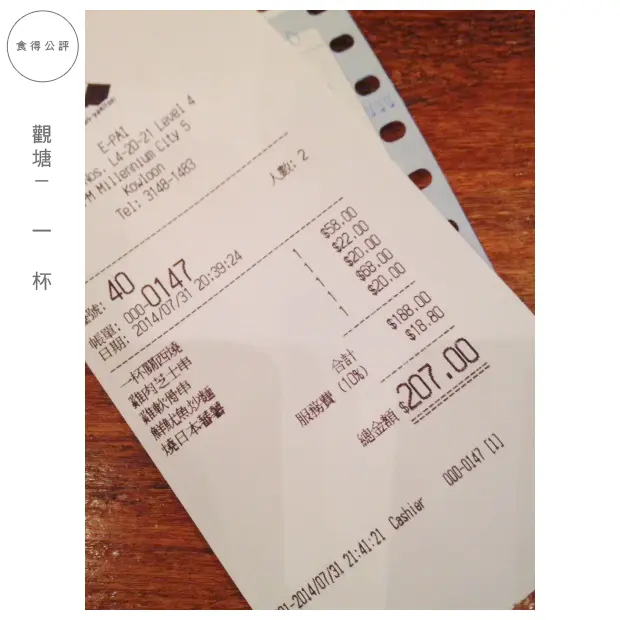 食得公評
觀塘－一杯
E-PAI
Nos. L4-20-21 Level 4
M Millennium City 5
Kowloon
Tel: 3148-1483
人數: 2
號: 40
帳單: 000-0147
日期: 2014/07/31 20:39:24
一杯關西燒 1 $58.00
雞肉芝士串 1 $22.00
雞軟骨串 1 $20.00
鮮魷魚炒麵 1 $68.00
燒日本蕃薯 1 $20.00
合計 $188.00
服務費 (10%) $18.80
總金額 $207.00
000-0147 [1]
01-2014/07/31 21:41:21 Cashier